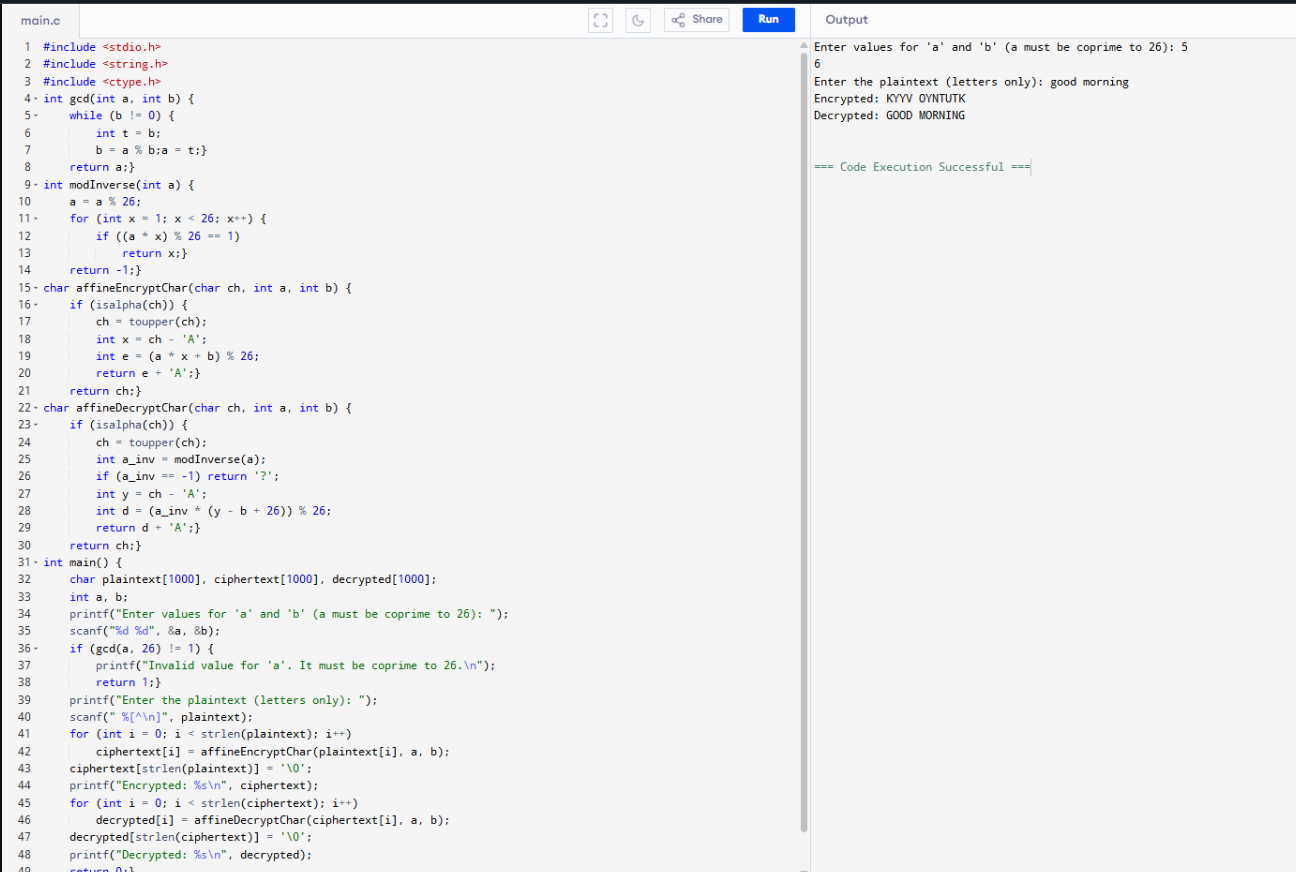 main.c
Share
Run
Output
1 #include <stdio.h>
2 #include <string.h>
3 #include <ctype.h>
4 int gcd(int a, int b) {
5 while (b != 0) {
6 int t = b;
7 b = a % b;a = t;}
8 return a;}
9 int modInverse(int a) {
10 a = a % 26;
11 for (int x = 1; x < 26; x++) {
12 if ((a * x) % 26 == 1)
13 return x;}
14 return -1;}
15 char affineEncryptChar(char ch, int a, int b) {
16 if (isalpha(ch)) {
17 ch = toupper(ch);
18 int x = ch - 'A';
19 int e = (a * x + b) % 26;
20 return e + 'A';}
21 return ch;}
22 char affineDecryptChar(char ch, int a, int b) {
23 if (isalpha(ch)) {
24 ch = toupper(ch);
25 int a_inv = modInverse(a);
26 if (a_inv == -1) return '?';
27 int y = ch - 'A';
28 int d = (a_inv * (y - b + 26)) % 26;
29 return d + 'A';}
30 return ch;}
31 int main() {
32 char plaintext[1000], ciphertext[1000], decrypted[1000];
33 int a, b;
34 printf("Enter values for 'a' and 'b' (a must be coprime to 26): ");
35 scanf("%d %d", &a, &b);
36 if (gcd(a, 26) != 1) {
37 printf("Invalid value for 'a'. It must be coprime to 26.\n");
38 return 1;}
39 printf("Enter the plaintext (letters only): ");
40 scanf(" %[^\n]", plaintext);
41 for (int i = 0; i < strlen(plaintext); i++)
42 ciphertext[i] = affineEncryptChar(plaintext[i], a, b);
43 ciphertext[strlen(plaintext)] = '\0';
44 printf("Encrypted: %s\n", ciphertext);
45 for (int i = 0; i < strlen(ciphertext); i++)
46 decrypted[i] = affineDecryptChar(ciphertext[i], a, b);
47 decrypted[strlen(ciphertext)] = '\0';
48 printf("Decrypted: %s\n", decrypted);
49 return 0;}
Enter values for 'a' and 'b' (a must be coprime to 26): 5
6
Enter the plaintext (letters only): good morning
Encrypted: KYYV OYNTUTK
Decrypted: GOOD MORNING
=== Code Execution Successful ===